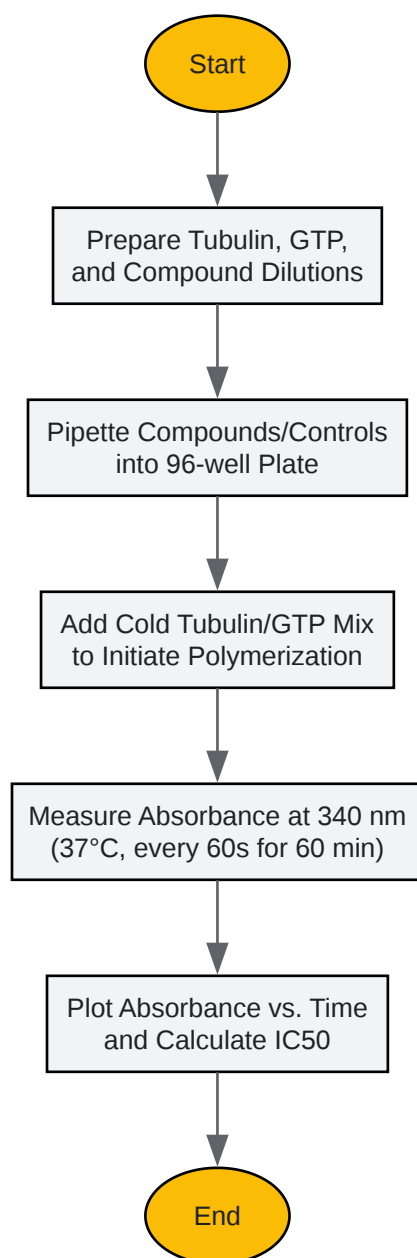 Start
Prepare Tubulin, GTP,
and Compound Dilutions
Pipette Compounds/Controls
into 96-well Plate
Add Cold Tubulin/GTP Mix
to Initiate Polymerization
Measure Absorbance at 340 nm
(37°C, every 60s for 60 min)
Plot Absorbance vs. Time
and Calculate IC50
End